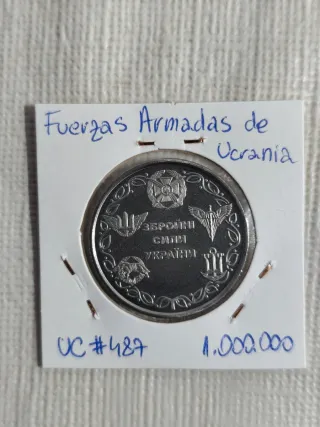 Fuerzas Armadas de
Ucrania
ЗБРОЙНІ
СИЛИ
УКРАЇНИ
UC #487
1.000.000